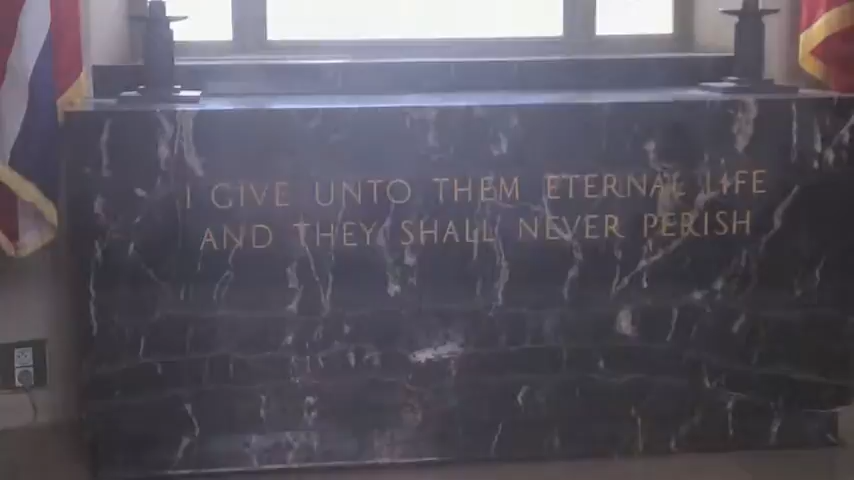 I GIVE UNTO THEM ETERNAL LIFE
AND THEY SHALL NEVER PERISH